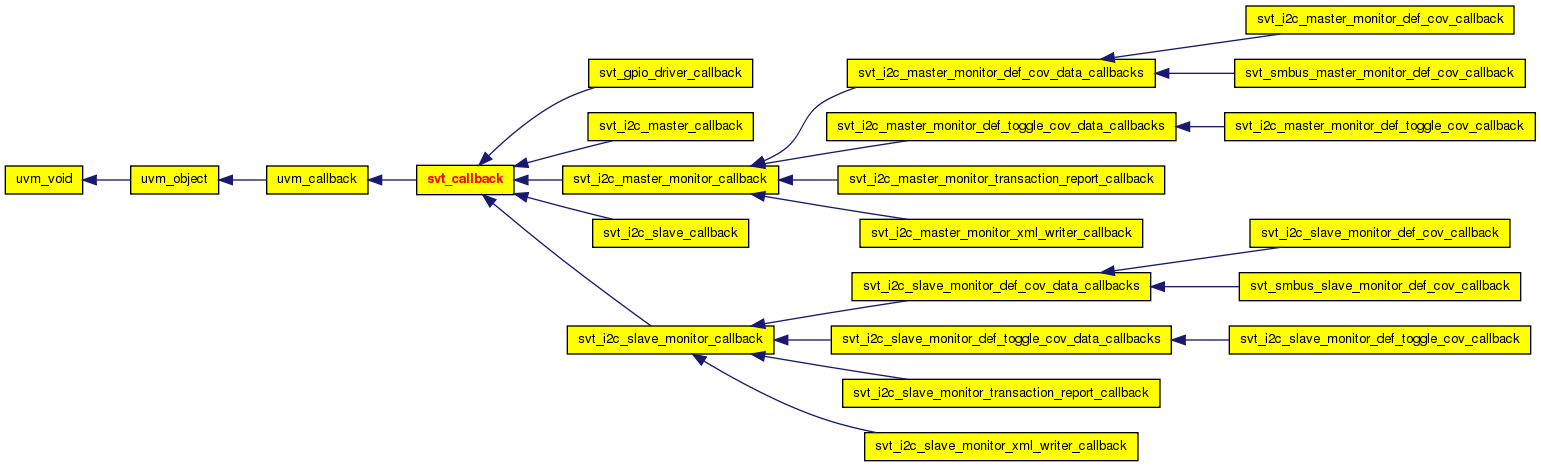 svt_i2c_master_monitor_def_cov_callback
svt_gpio_driver_callback
svt_i2c_master_monitor_def_cov_data_callbacks
svt_smbus_master_monitor_def_cov_callback
svt_i2c_master_callback
svt_i2c_master_monitor_def_toggle_cov_data_callbacks
svt_i2c_master_monitor_def_toggle_cov_callback
uvm_void
uvm_object
uvm_callback
svt_callback
svt_i2c_master_monitor_callback
svt_i2c_master_monitor_transaction_report_callback
svt_i2c_slave_callback
svt_i2c_master_monitor_xml_writer_callback
svt_i2c_slave_monitor_def_cov_callback
svt_i2c_slave_monitor_def_cov_data_callbacks
svt_smbus_slave_monitor_def_cov_callback
svt_i2c_slave_monitor_callback
svt_i2c_slave_monitor_def_toggle_cov_data_callbacks
svt_i2c_slave_monitor_def_toggle_cov_callback
svt_i2c_slave_monitor_transaction_report_callback
svt_i2c_slave_monitor_xml_writer_callback